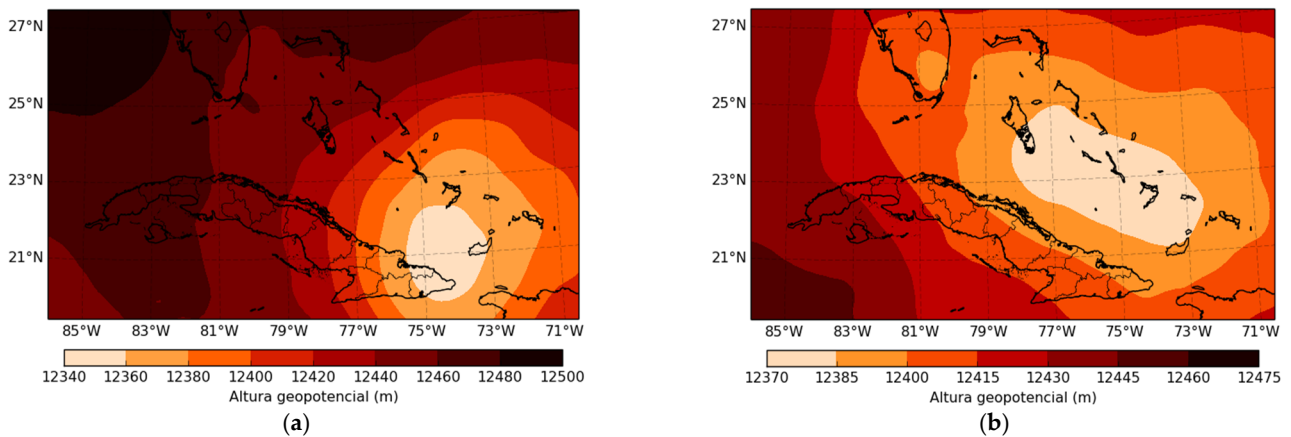 27°N
25°N
23°N
21°N
85°W 83°W 81°W 79°W 77°W 75°W 73°W 71°W
12340 12360 12380 12400 12420 12440 12460 12480 12500
Altura geopotencial (m)
(a)
27°N
25°N
23°N
21°N
85°W 83°W 81°W 79°W 77°W 75°W 73°W 71°W
12370 12385 12400 12415 12430 12445 12460 12475
Altura geopotencial (m)
(b)